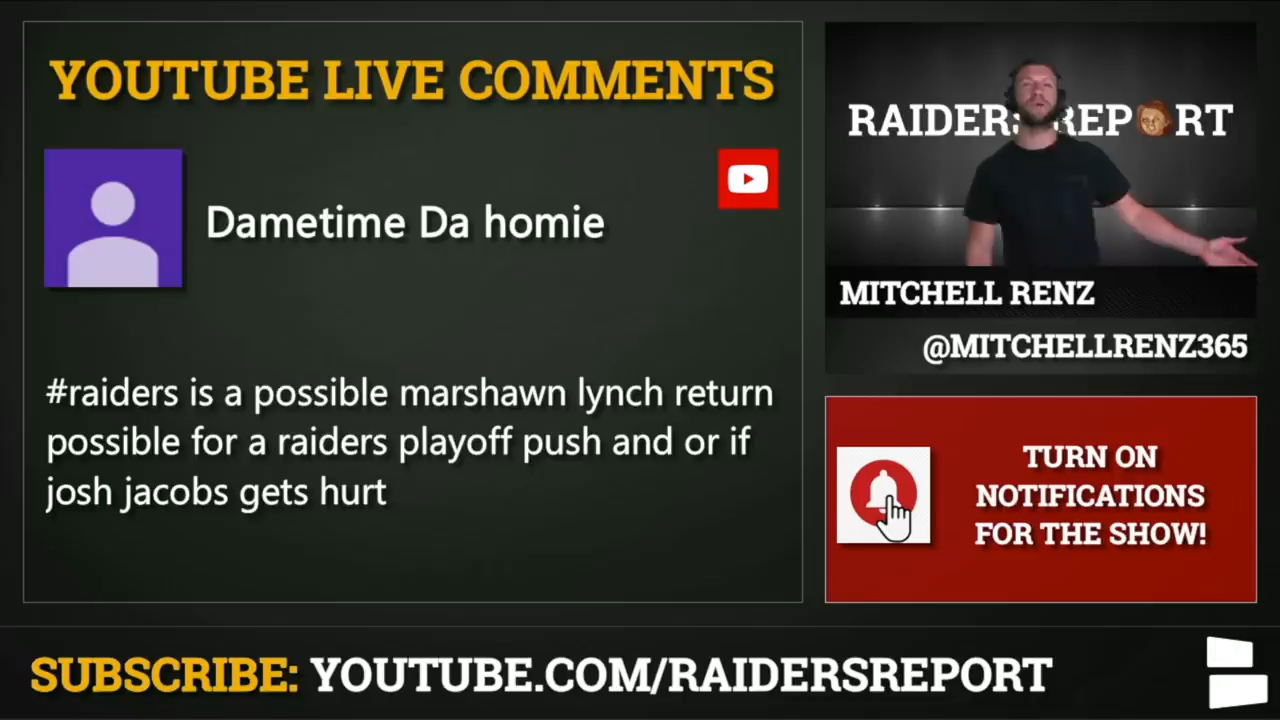 YOUTUBE LIVE COMMENTS
Dametime Da homie
#raiders is a possible marshawn lynch return
possible for a raiders playoff push and or if
josh jacobs gets hurt
RAIDERS REPORT
MITCHELL RENZ
@MITCHELLRENZ365
TURN ON
NOTIFICATIONS
FOR THE SHOW!
SUBSCRIBE: YOUTUBE.COM/RAIDERSREPORT